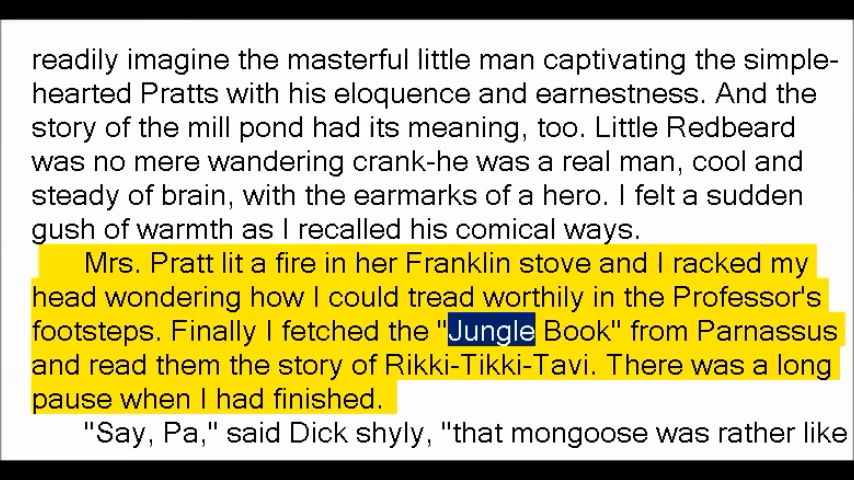 readily imagine the masterful little man captivating the simple-
hearted Pratts with his eloquence and earnestness. And the
story of the mill pond had its meaning, too. Little Redbeard
was no mere wandering crank-he was a real man, cool and
steady of brain, with the earmarks of a hero. I felt a sudden
gush of warmth as I recalled his comical ways.
Mrs. Pratt lit a fire in her Franklin stove and I racked my
head wondering how I could tread worthily in the Professor's
footsteps. Finally I fetched the "Jungle Book" from Parnassus
and read them the story of Rikki-Tikki-Tavi. There was a long
pause when I had finished.
"Say, Pa," said Dick shyly, "that mongoose was rather like